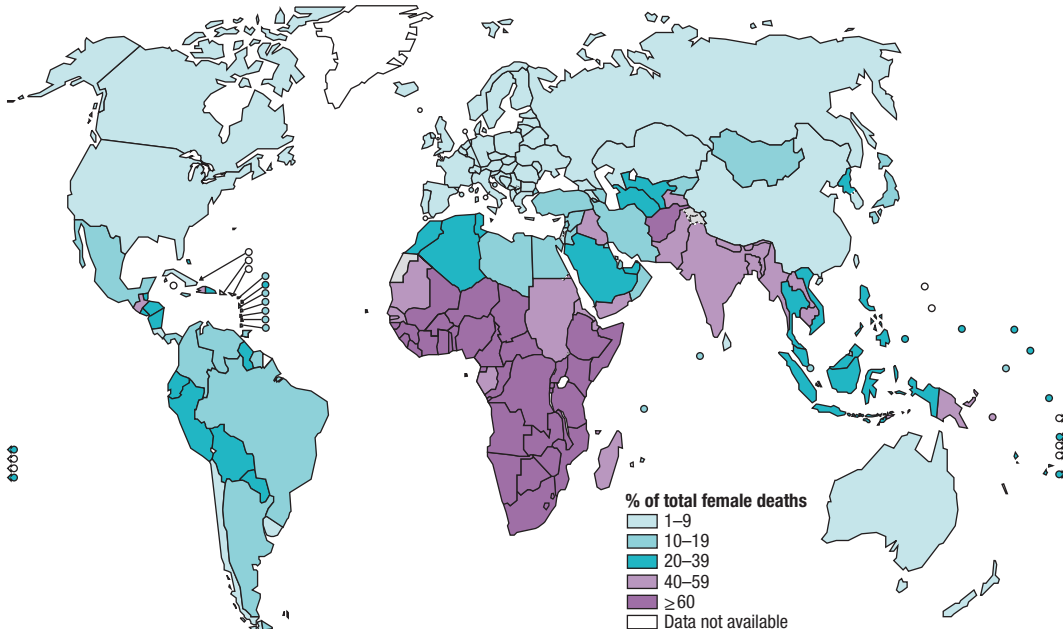 % of total female deaths
1–9
10–19
20–39
40–59
≥60
Data not available